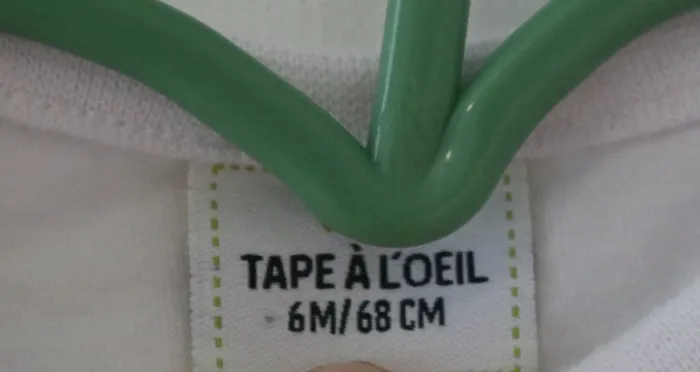 TAPE À L'OEIL
6M/68 CM